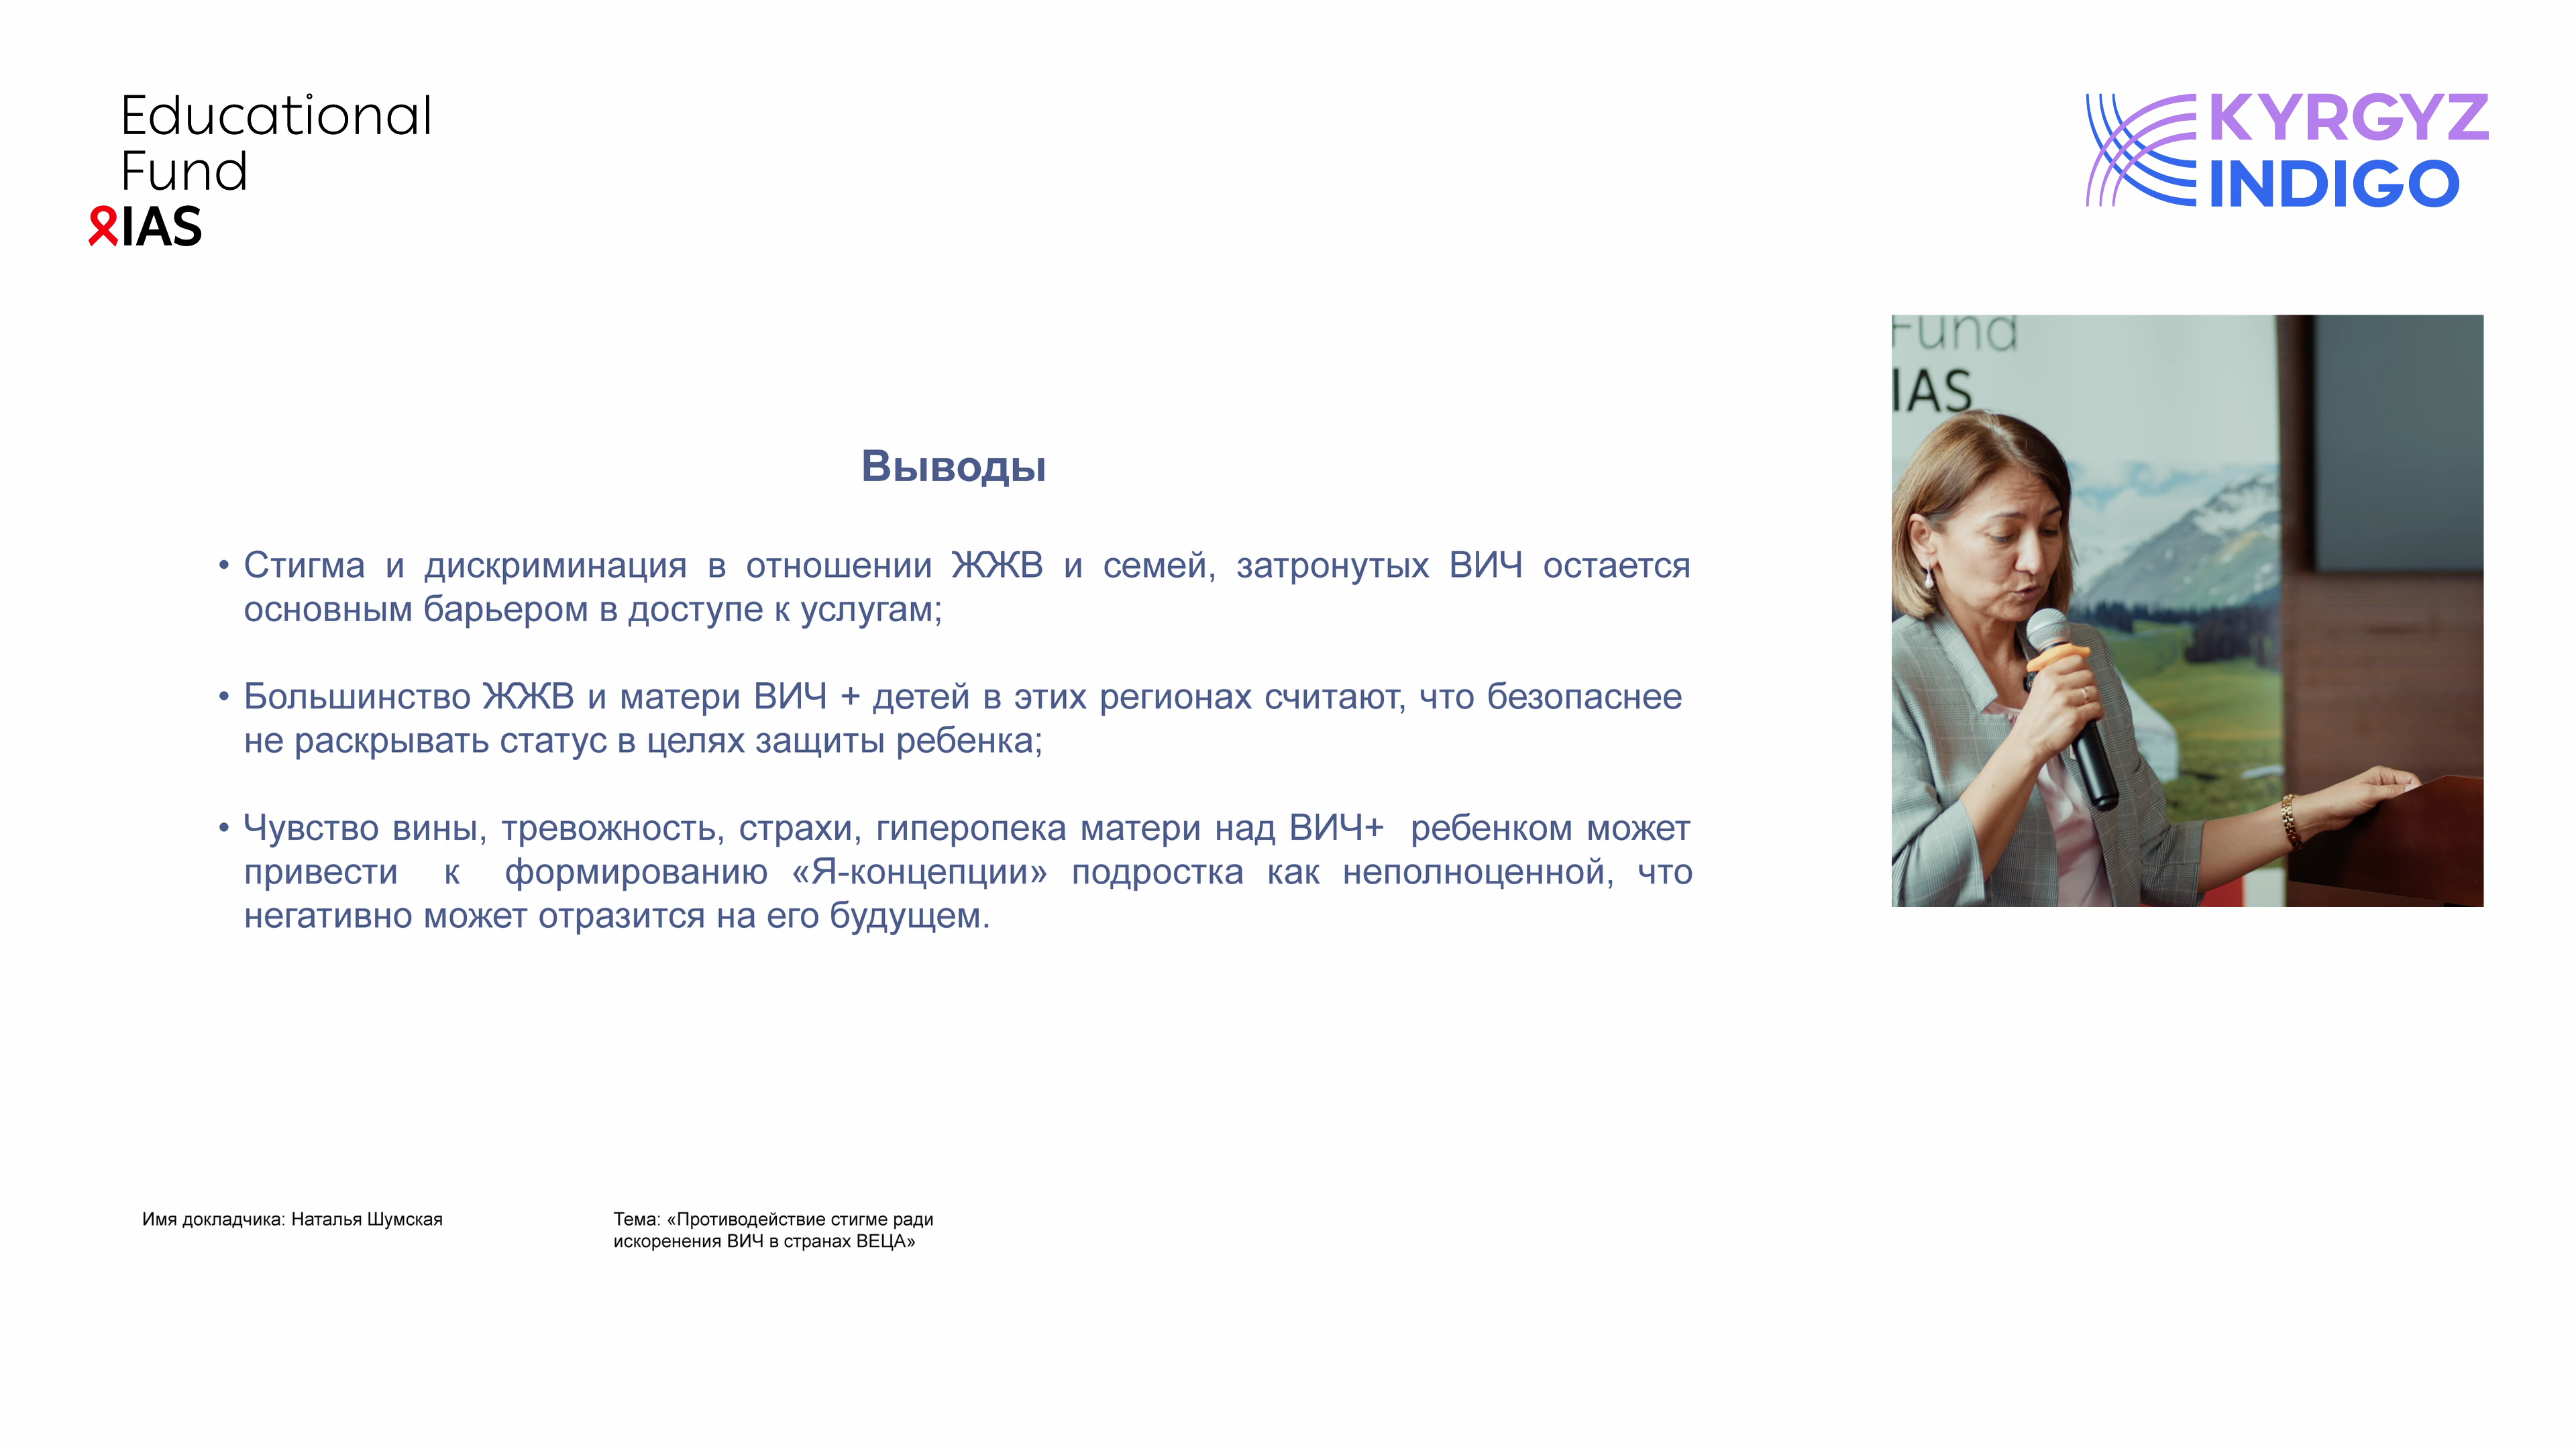 Educational
Fund
IAS
KYRGYZ
INDIGO
Fund
IAS
Выводы
• Стигма и дискриминация в отношении ЖЖВ и семей, затронутых ВИЧ остается
основным барьером в доступе к услугам;
• Большинство ЖЖВ и матери ВИЧ + детей в этих регионах считают, что безопаснее
не раскрывать статус в целях защиты ребенка;
• Чувство вины, тревожность, страхи, гиперопека матери над ВИЧ+ ребенком может
привести к формированию «Я-концепции» подростка как неполноценной, что
негативно может отразится на его будущем.
Имя докладчика: Наталья Шумская
Тема: «Противодействие стигме ради
искоренения ВИЧ в странах ВЕЦА»